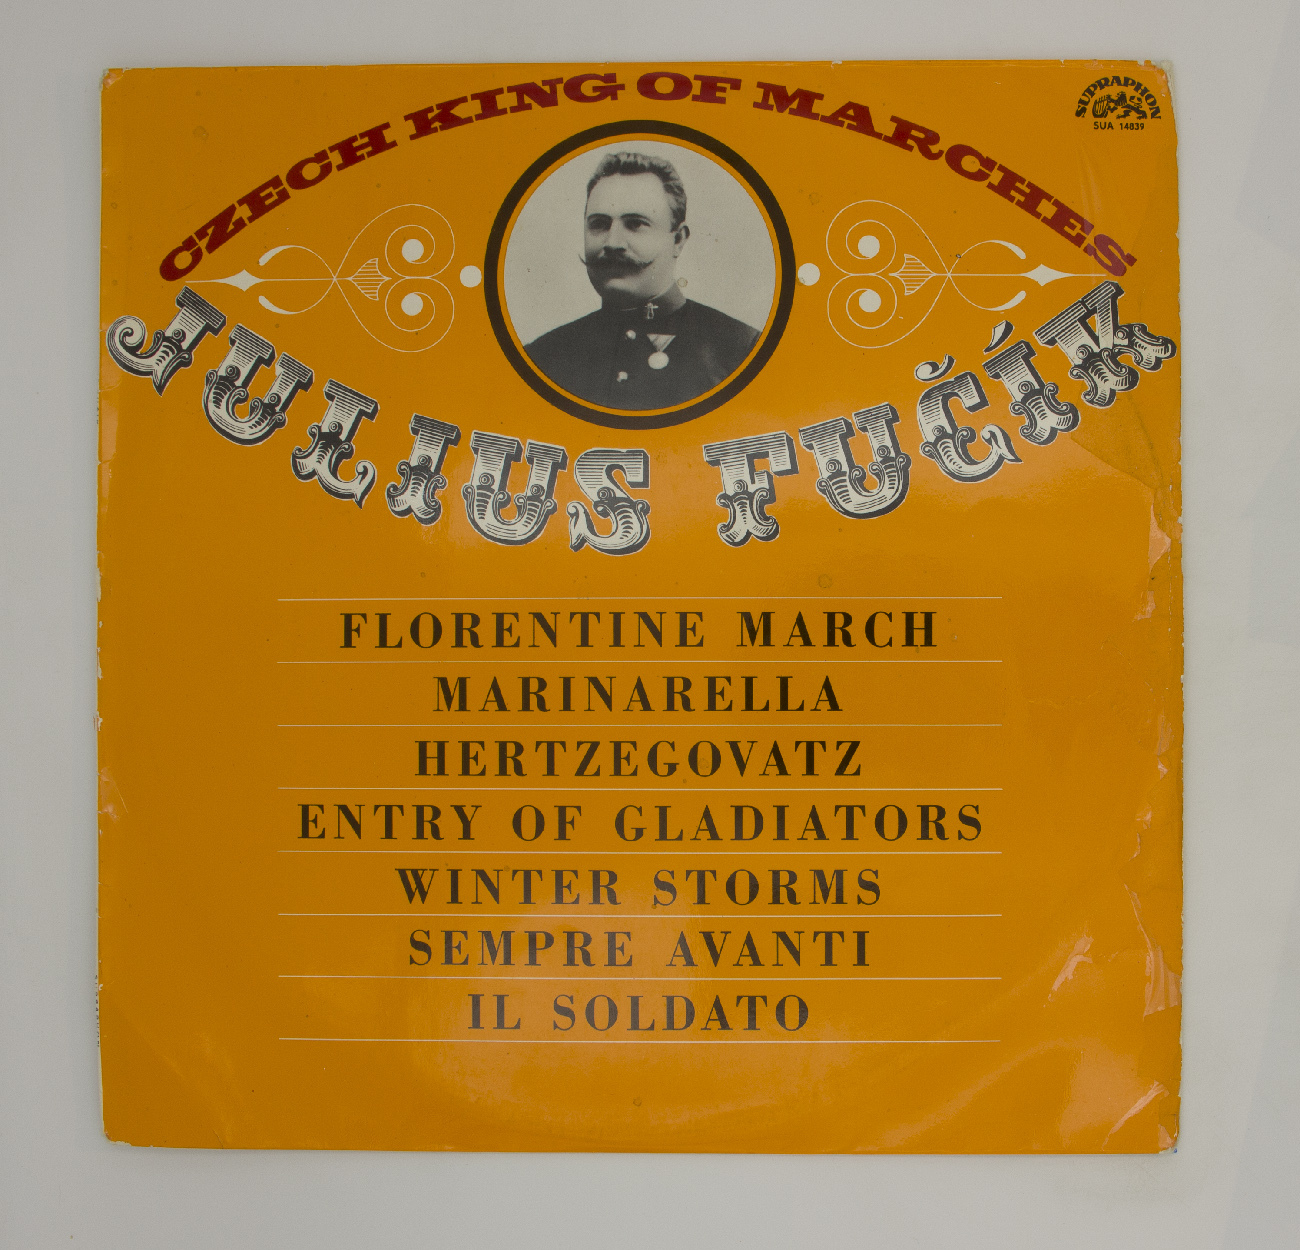 CZECH KING OF MARCHES
SUPRAPHON
SUA 14839
JULIUS FUČÍK
FLORENTINE MARCH
MARINARELLA
HERTZEGOVATZ
ENTRY OF GLADIATORS
WINTER STORMS
SEMPRE AVANTI
IL SOLDATO